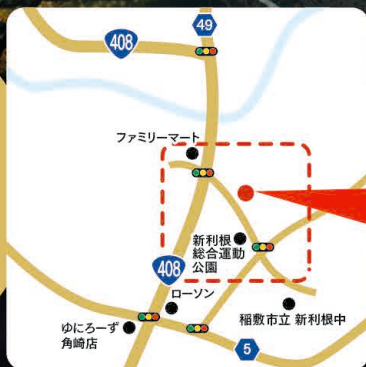 49
408
ファミリーマート
新利根
総合運動
公園
408
ローソン
稲敷市立 新利根中
ゆにろーず
角崎店
5